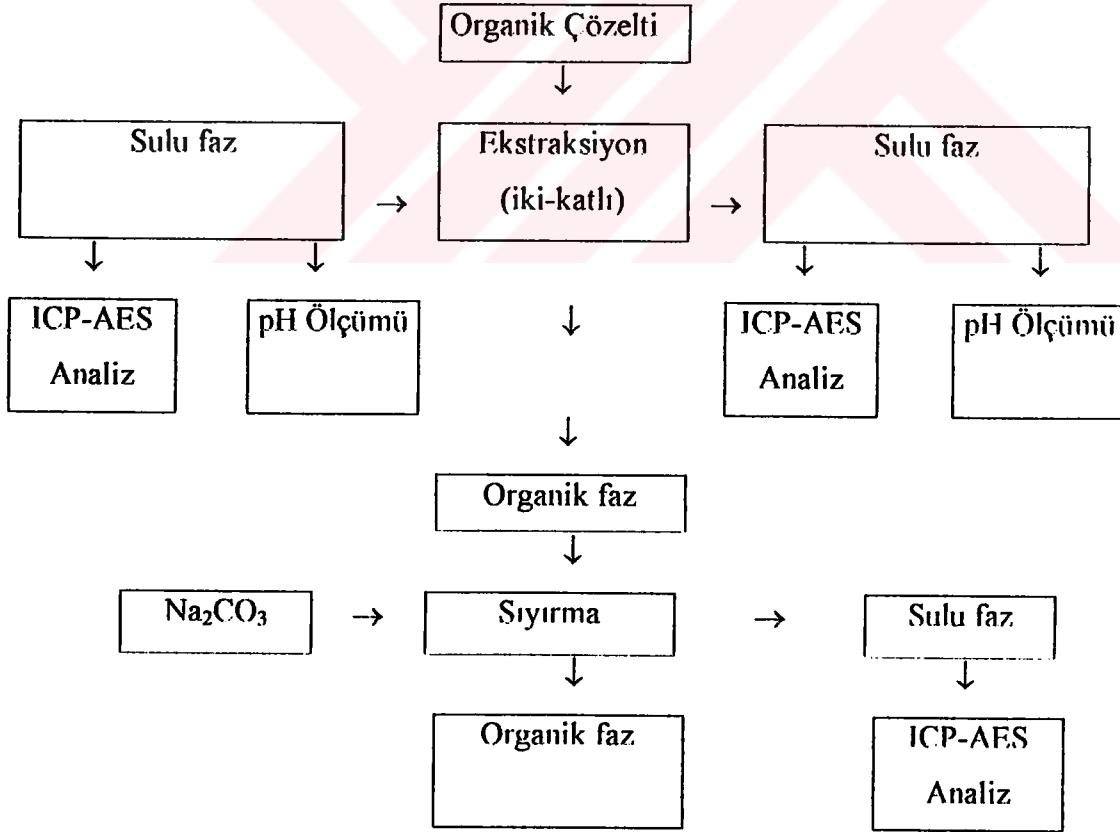 Organik Çözelti
↓
Sulu faz
Ekstraksiyon
(iki-katlı)
Sulu faz
→ →
↓ ↓ ↓ ↓
ICP-AES
Analiz
pH Ölçümü
↓
ICP-AES
Analiz
pH Ölçümü
↓
Organik faz
↓
Na₂CO₃ → Sıyırma → Sulu faz
↓ ↓
Organik faz
ICP-AES
Analiz